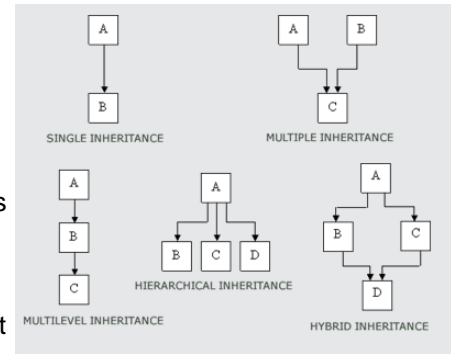 A
B
SINGLE INHERITANCE
A B
C
MULTIPLE INHERITANCE
A
B
C
MULTILEVEL INHERITANCE
A
B C D
HIERARCHICAL INHERITANCE
A
B C
D
HYBRID INHERITANCE
s
t